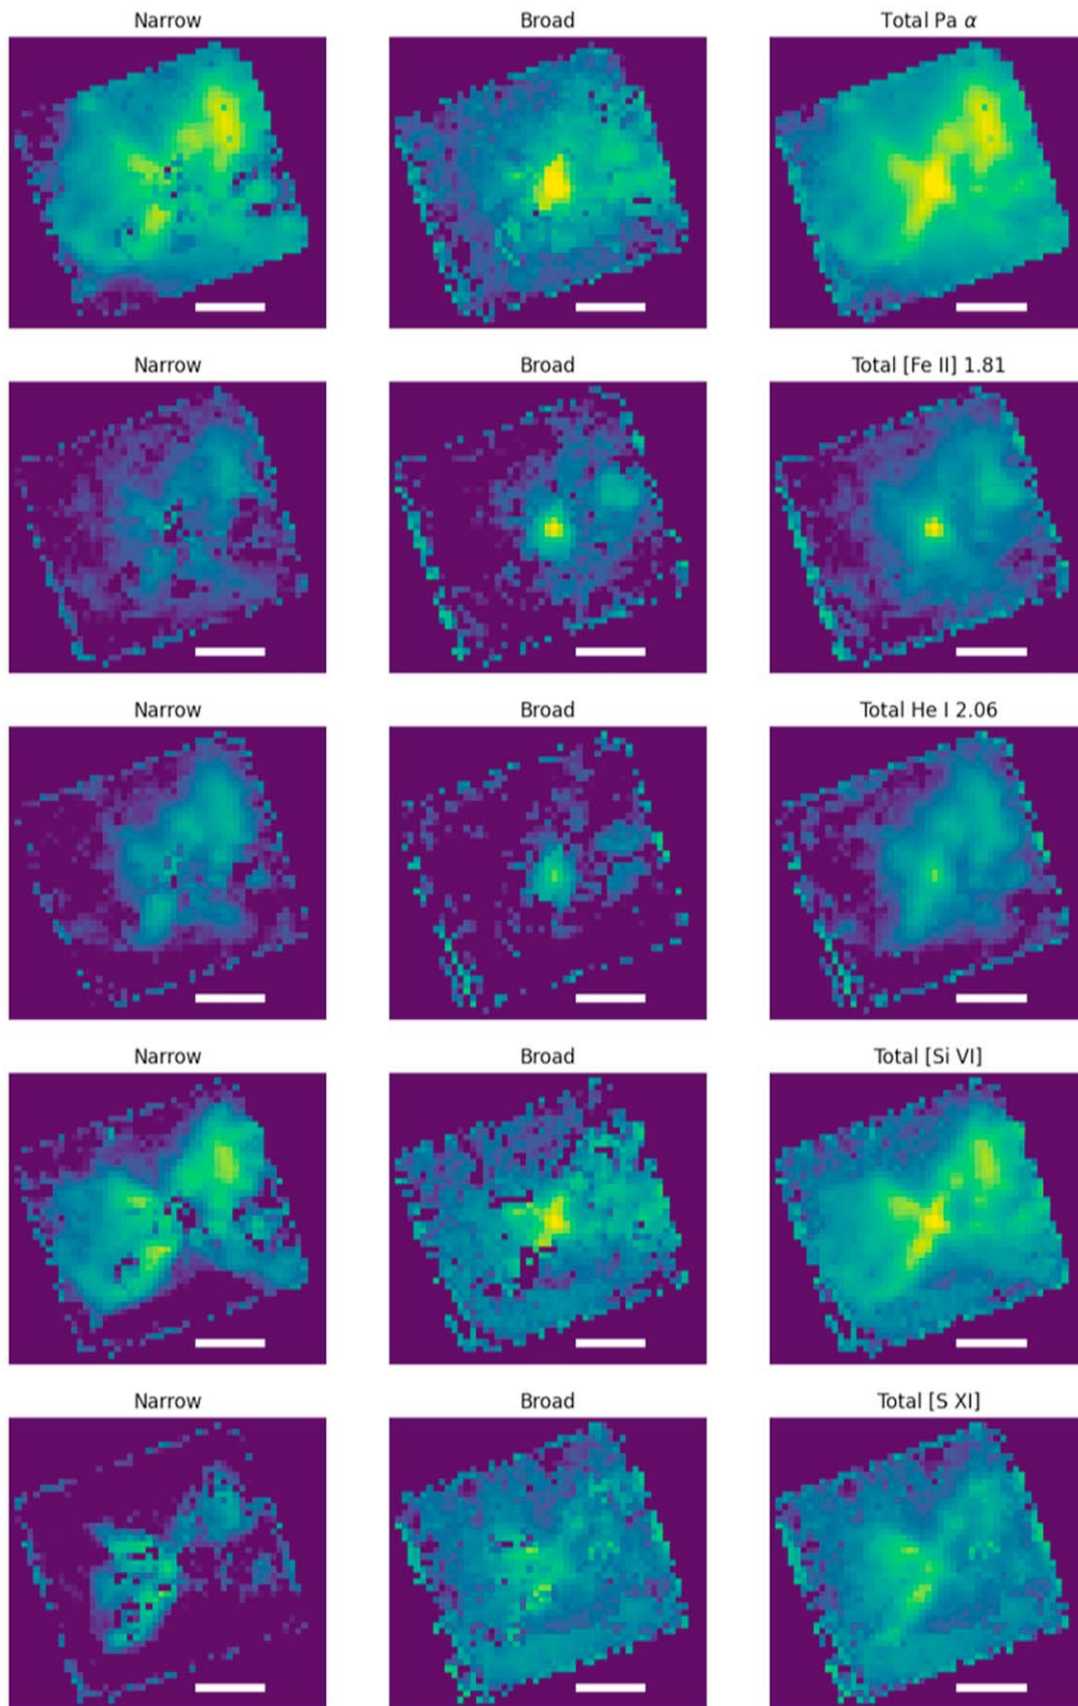 Narrow Broad Total Pa α
Narrow Broad Total [Fe II] 1.81
Narrow Broad Total He I 2.06
Narrow Broad Total [Si VI]
Narrow Broad Total [S XI]